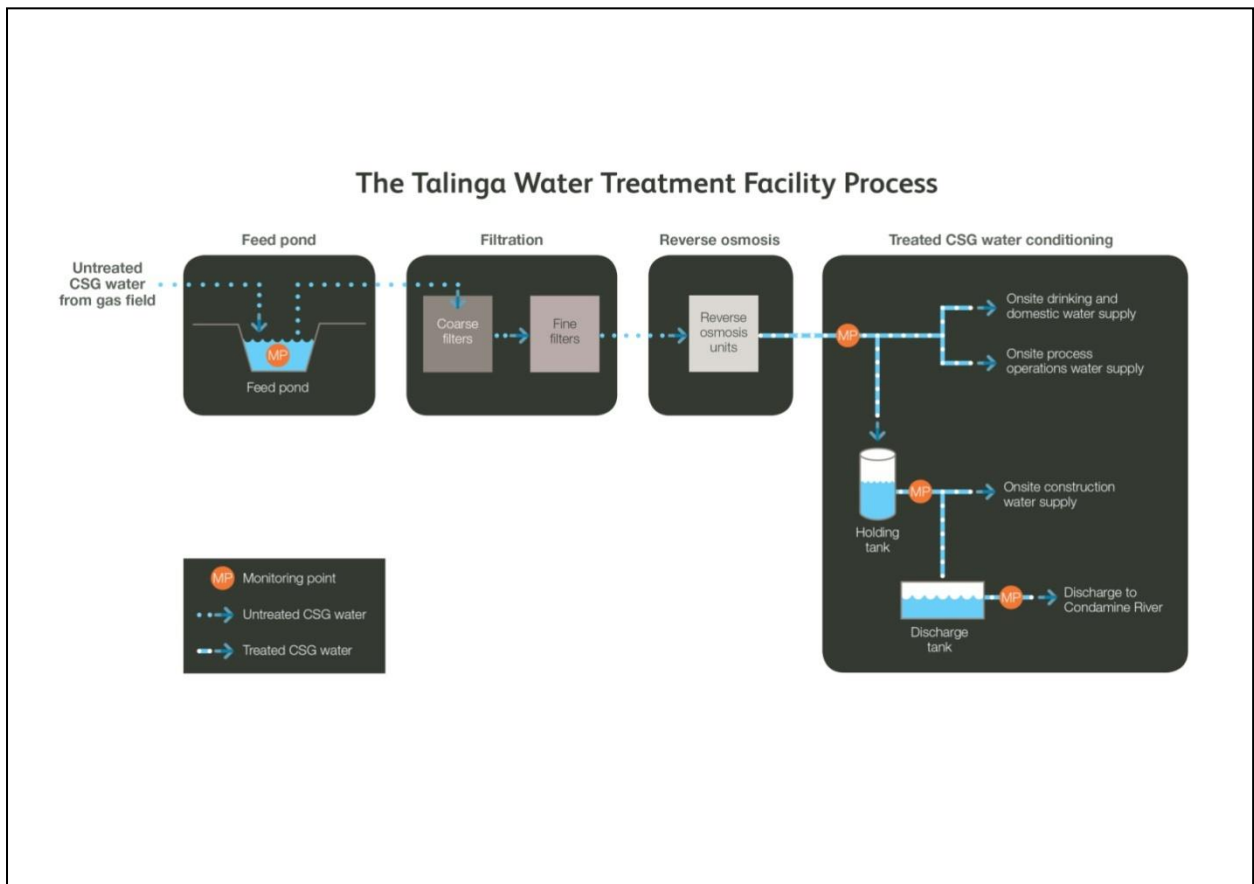 The Talinga Water Treatment Facility Process
Feed pond
Filtration
Reverse osmosis
Treated CSG water conditioning
Untreated
CSG water
from gas field
MP
Feed pond
Coarse
filters
Fine
filters
Reverse
osmosis
units
MP
Onsite drinking and
domestic water supply
Onsite process
operations water supply
Holding
tank
MP
Onsite construction
water supply
Discharge
tank
MP
Discharge to
Condamine River
MP Monitoring point
Untreated CSG water
Treated CSG water